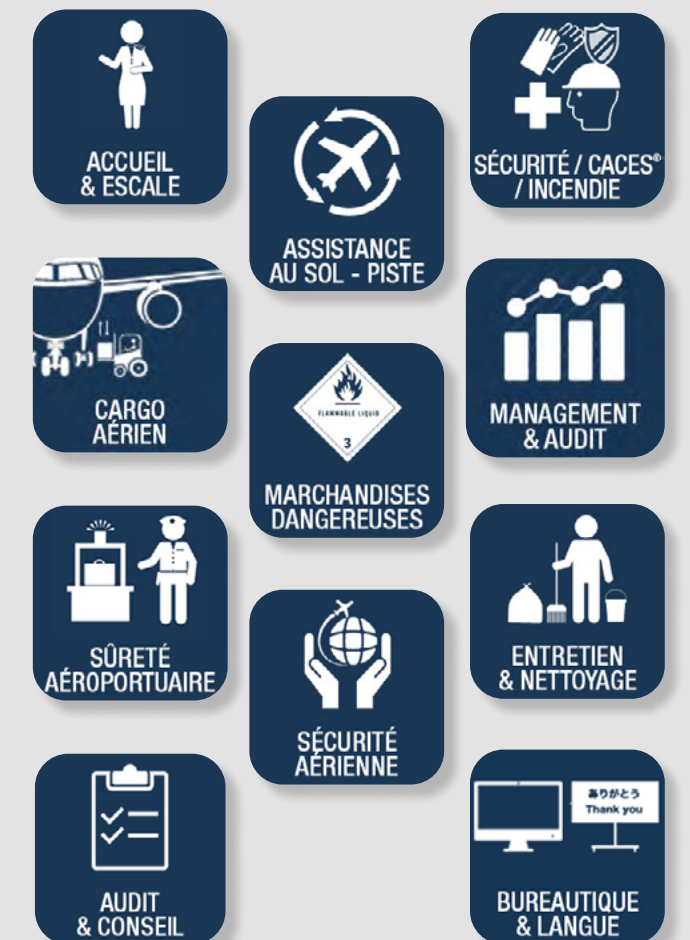 ACCUEIL
& ESCALE
ASSISTANCE
AU SOL - PISTE
SÉCURITÉ / CACES®
/ INCENDIE
CARGO
AÉRIEN
FLAMMABLE LIQUID
3
MARCHANDISES
DANGEREUSES
MANAGEMENT
& AUDIT
SÛRETÉ
AÉROPORTUAIRE
SÉCURITÉ
AÉRIENNE
ENTRETIEN
& NETTOYAGE
AUDIT
& CONSEIL
ありがとう
Thank you
BUREAUTIQUE
& LANGUE